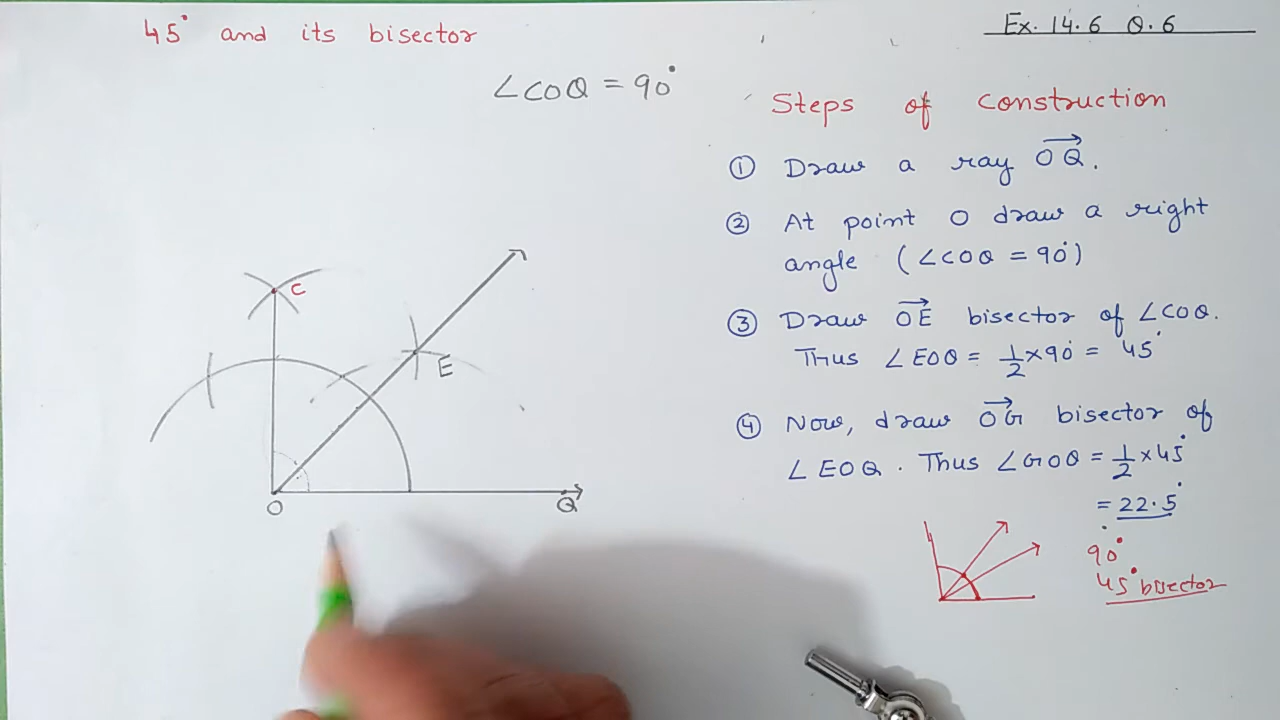 45° and its bisector
Ex. 14.6 Q.6
∠COQ = 90°
Steps of construction
① Draw a ray OQ→.
② At point O draw a right
angle (∠COQ = 90°)
③ Draw OE→ bisector of ∠COQ.
Thus ∠EOQ = 1/2 × 90° = 45°
④ Now, draw OG→ bisector of
∠EOQ. Thus ∠GOQ = 1/2 × 45°
= 22.5°
90°
45° bisector
C
E
O
Q